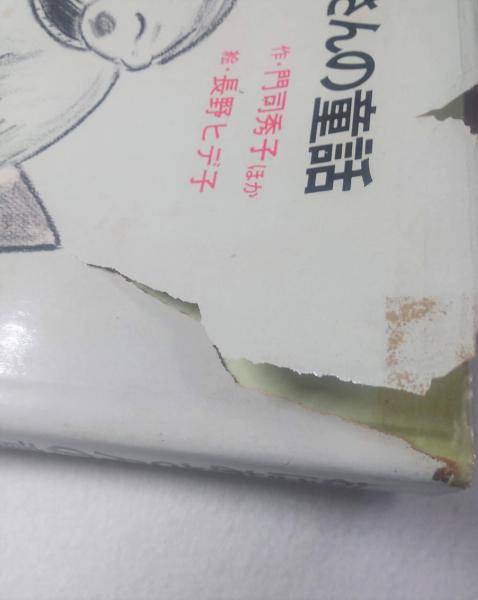 さんの童話
作・門司秀子ほか
絵・長野ヒデ子